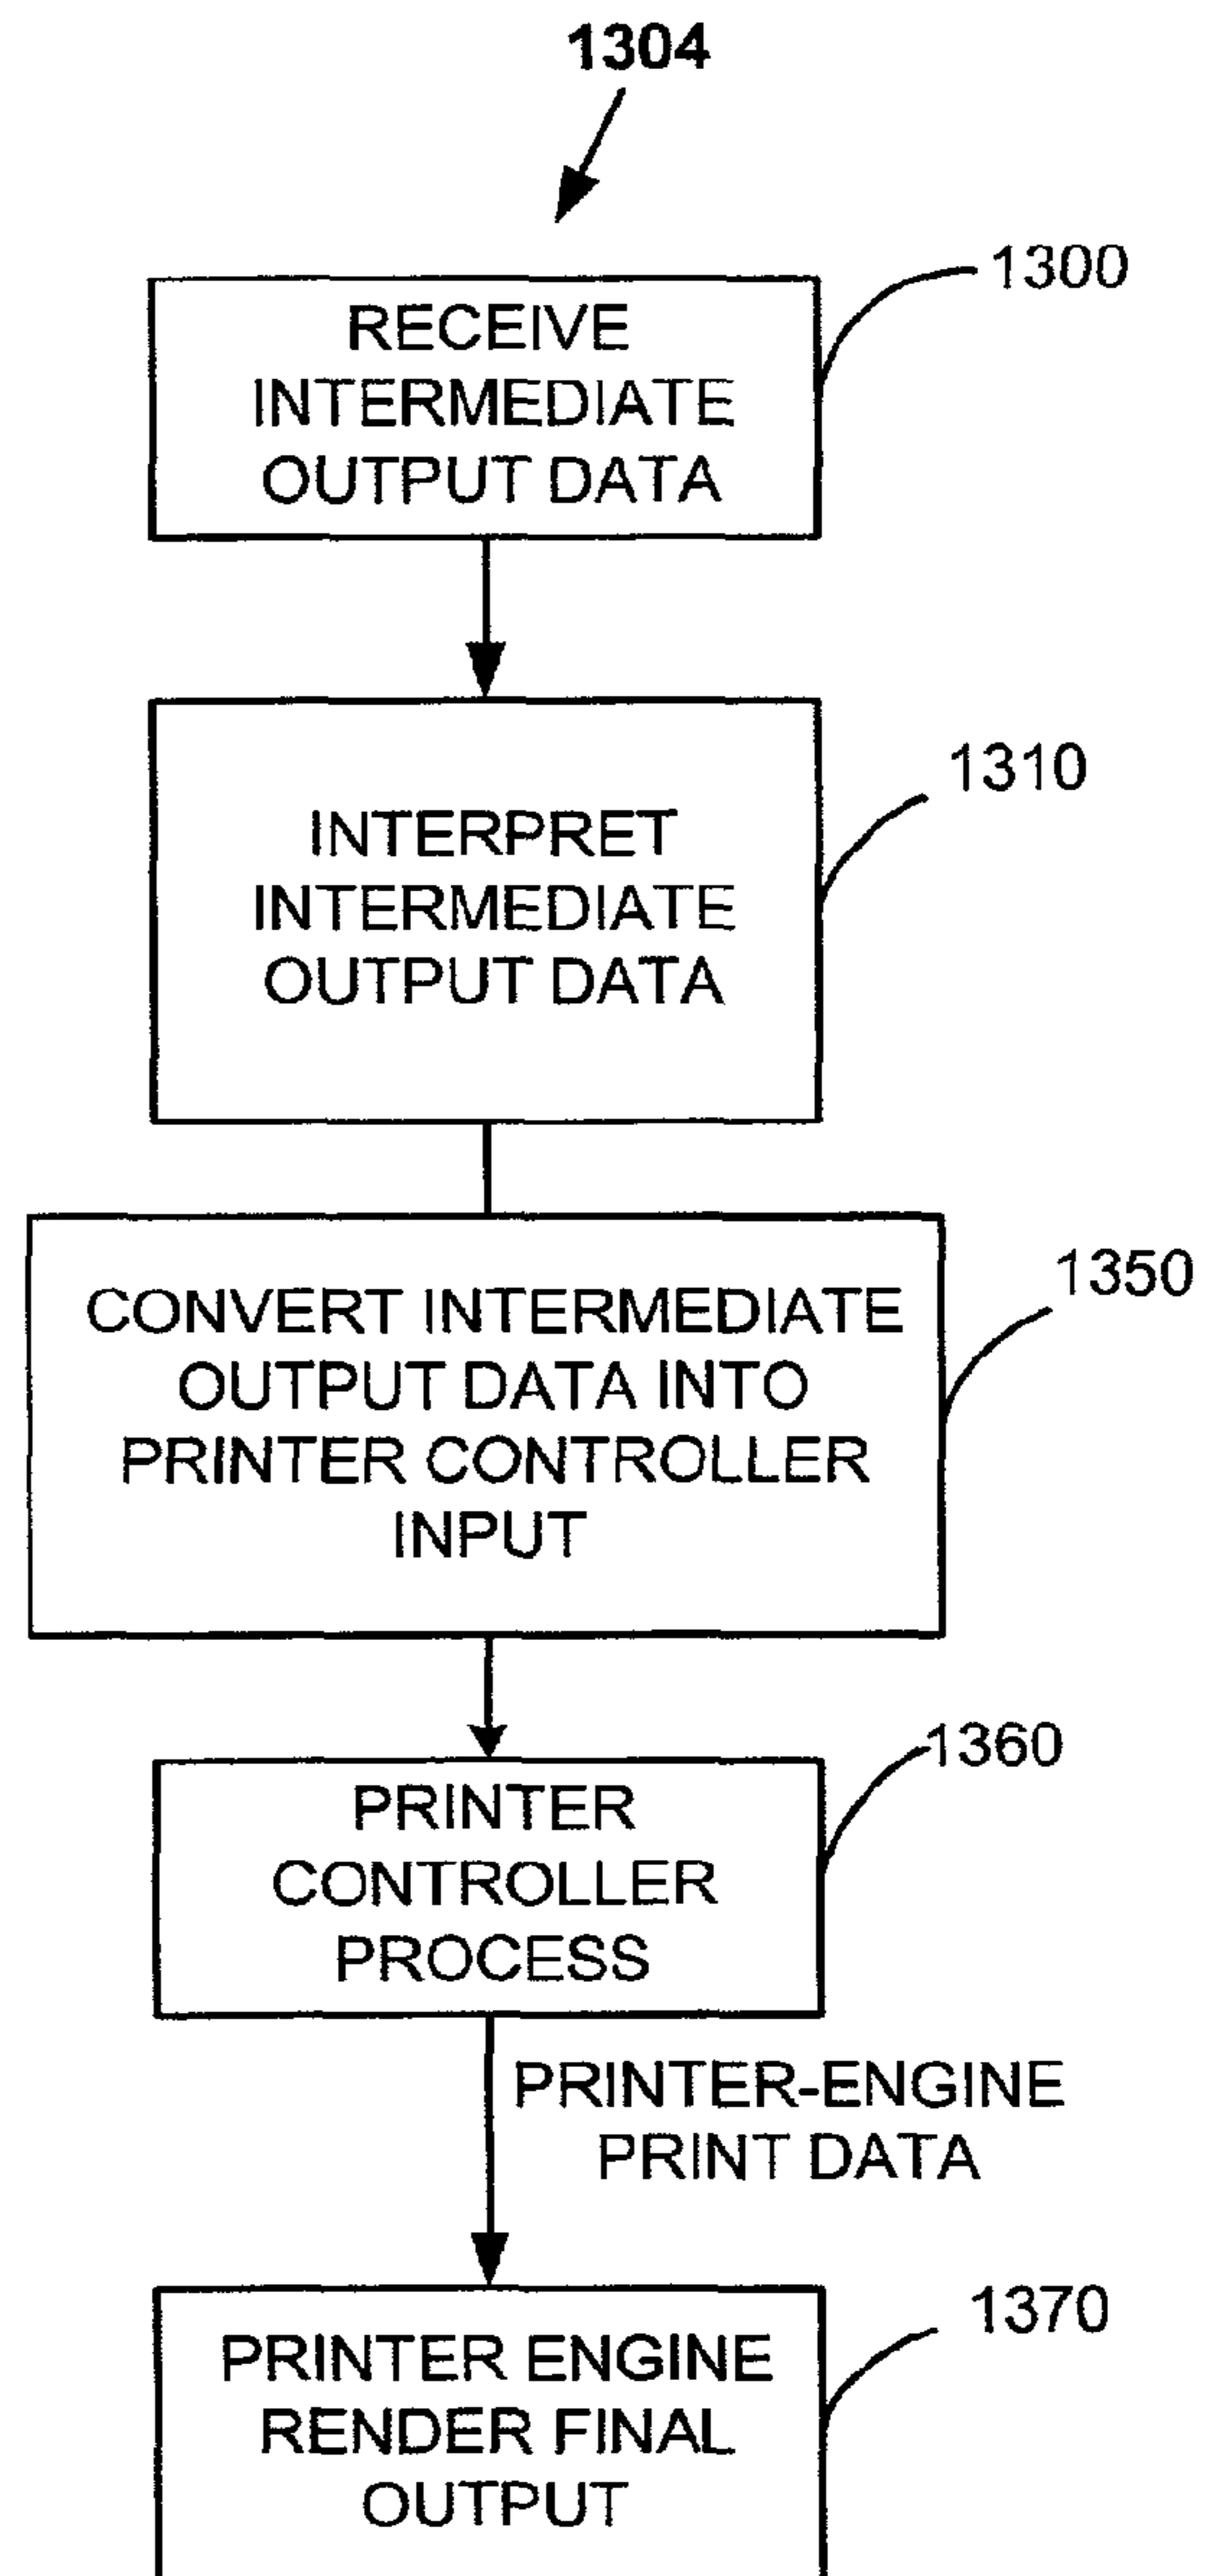 1304
1300
RECEIVE
INTERMEDIATE
OUTPUT DATA
1310
INTERPRET
INTERMEDIATE
OUTPUT DATA
1350
CONVERT INTERMEDIATE
OUTPUT DATA INTO
PRINTER CONTROLLER
INPUT
1360
PRINTER
CONTROLLER
PROCESS
PRINTER-ENGINE
PRINT DATA
1370
PRINTER ENGINE
RENDER FINAL
OUTPUT